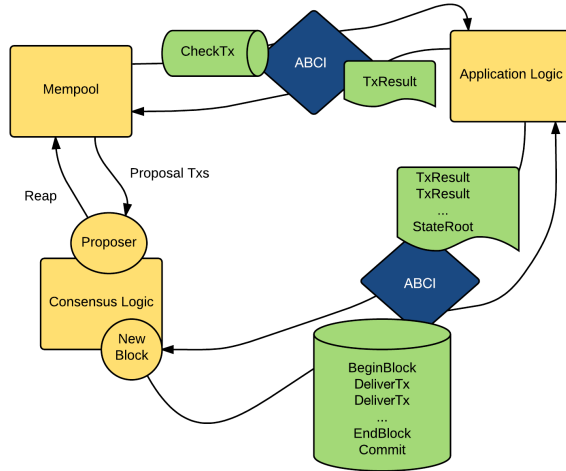 CheckTx
ABCI
Mempool
TxResult
Application Logic
Proposal Txs
Reap
TxResult
TxResult
...
StateRoot
Proposer
ABCI
Consensus Logic
New
Block
BeginBlock
DeliverTx
DeliverTx
...
EndBlock
Commit